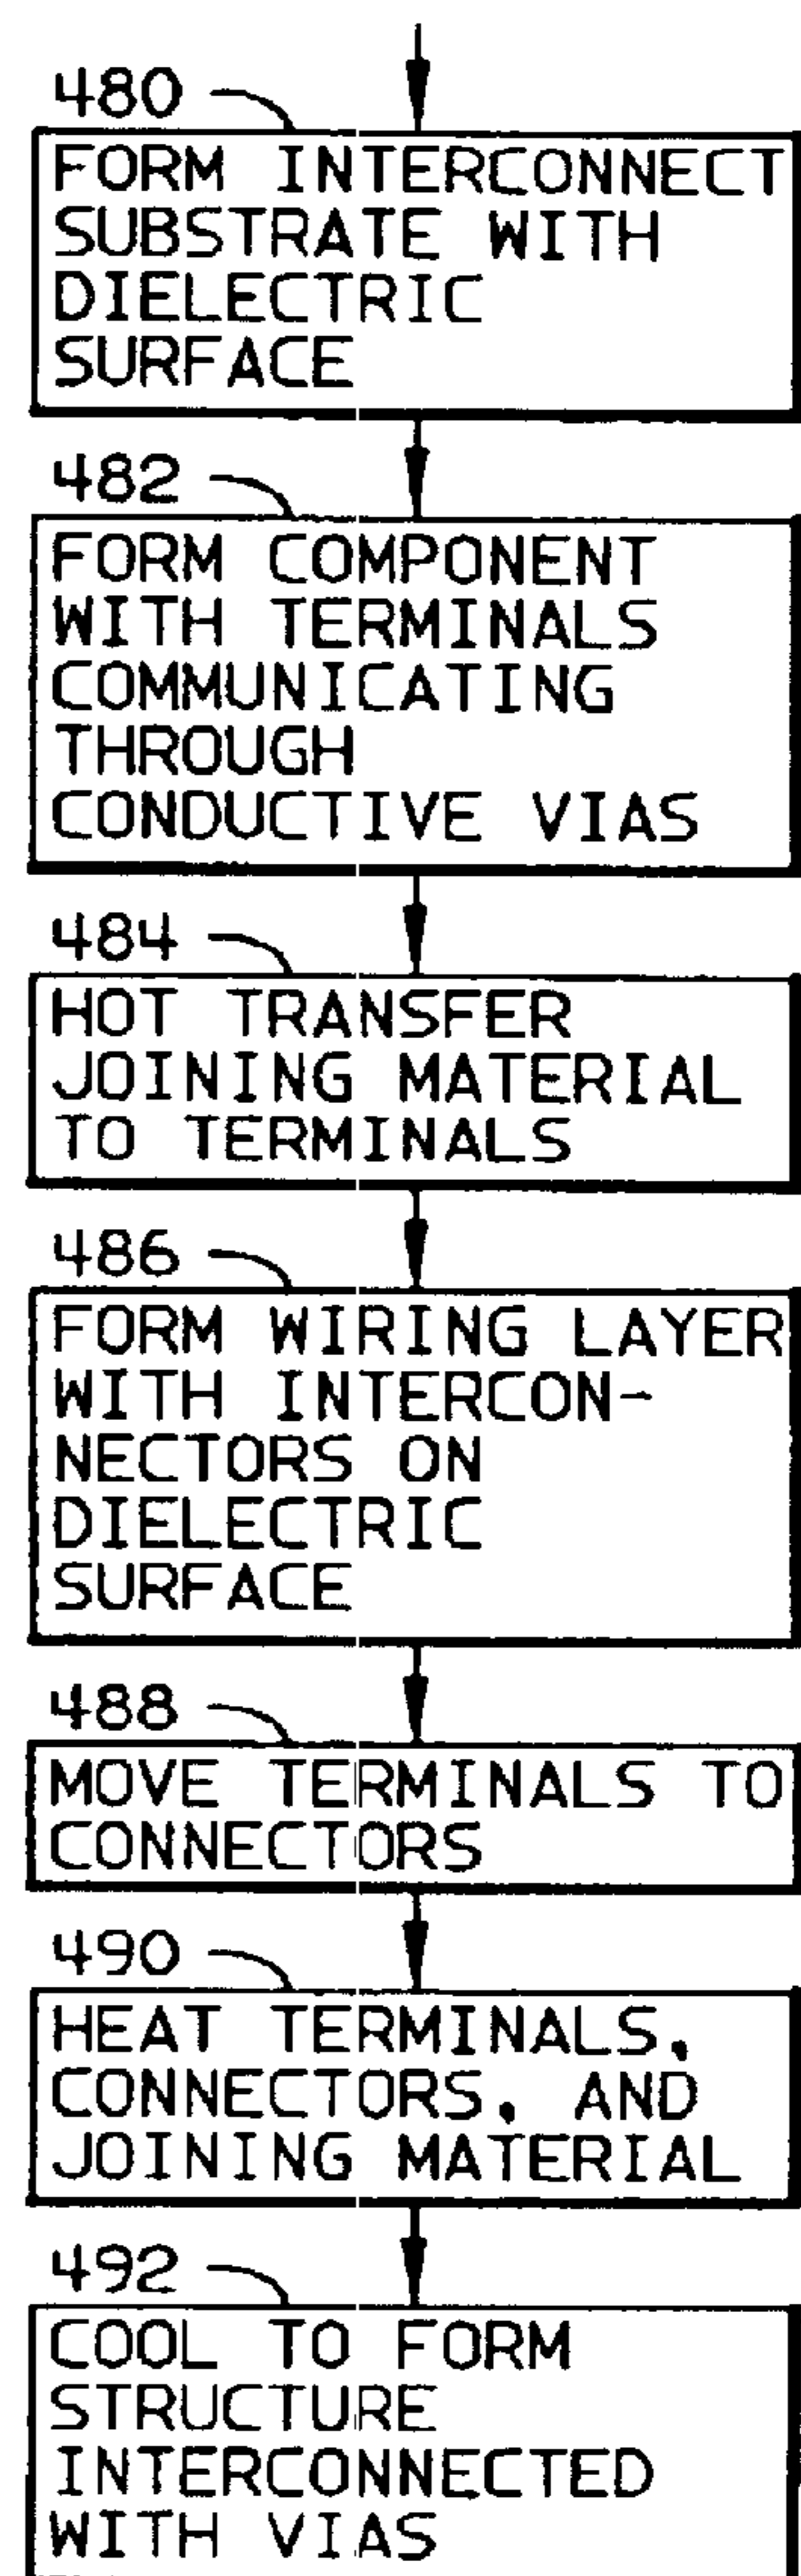 480
FORM INTERCONNECT
SUBSTRATE WITH
DIELECTRIC
SURFACE
482
FORM COMPONENT
WITH TERMINALS
COMMUNICATING
THROUGH
CONDUCTIVE VIAS
484
HOT TRANSFER
JOINING MATERIAL
TO TERMINALS
486
FORM WIRING LAYER
WITH INTERCON-
NECTORS ON
DIELECTRIC
SURFACE
488
MOVE TERMINALS TO
CONNECTORS
490
HEAT TERMINALS,
CONNECTORS, AND
JOINING MATERIAL
492
COOL TO FORM
STRUCTURE
INTERCONNECTED
WITH VIAS